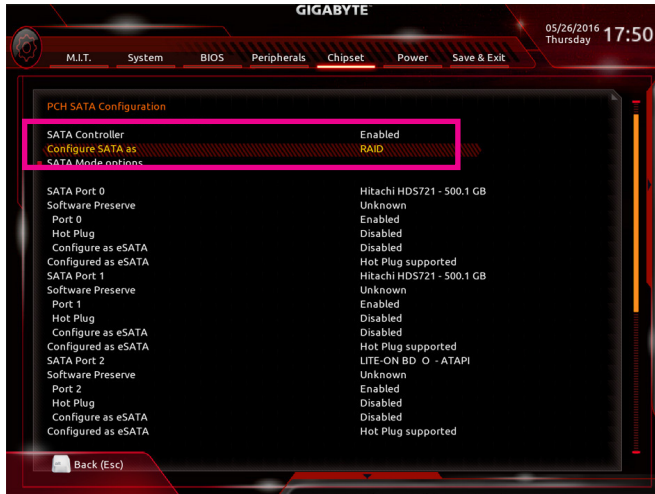 GIGABYTE
05/26/2016 Thursday 17:50
M.I.T. System BIOS Peripherals Chipset Power Save & Exit
PCH SATA Configuration
SATA Controller Enabled
Configure SATA as RAID
SATA Mode options
SATA Port 0 Hitachi HDS721 - 500.1 GB
Software Preserve Unknown
Port 0 Enabled
Hot Plug Disabled
Configure as eSATA Disabled
Configured as eSATA Hot Plug supported
SATA Port 1 Hitachi HDS721 - 500.1 GB
Software Preserve Unknown
Port 1 Enabled
Hot Plug Disabled
Configure as eSATA Disabled
Configured as eSATA Hot Plug supported
SATA Port 2 LITE-ON BD O - ATAPI
Software Preserve Unknown
Port 2 Enabled
Hot Plug Disabled
Configure as eSATA Disabled
Configured as eSATA Hot Plug supported
Back (Esc)